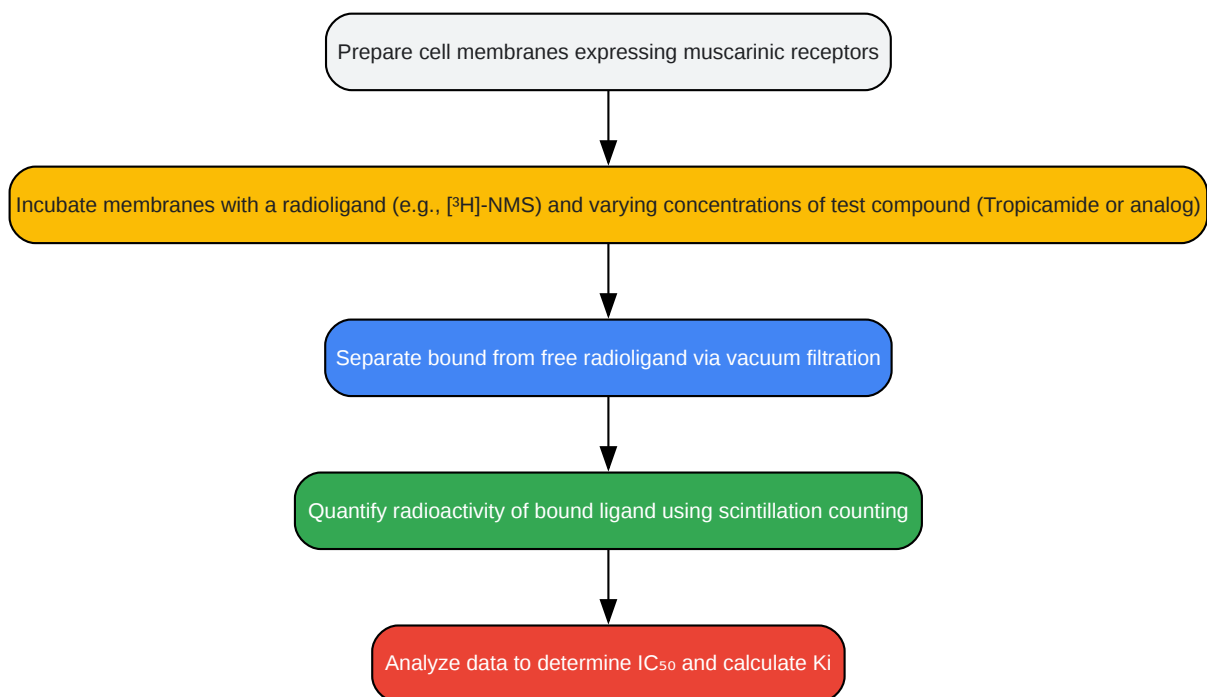 Prepare cell membranes expressing muscarinic receptors
Incubate membranes with a radioligand (e.g., [³H]-NMS) and varying concentrations of test compound (Tropicamide or analog)
Separate bound from free radioligand via vacuum filtration
Quantify radioactivity of bound ligand using scintillation counting
Analyze data to determine IC₅₀ and calculate Ki